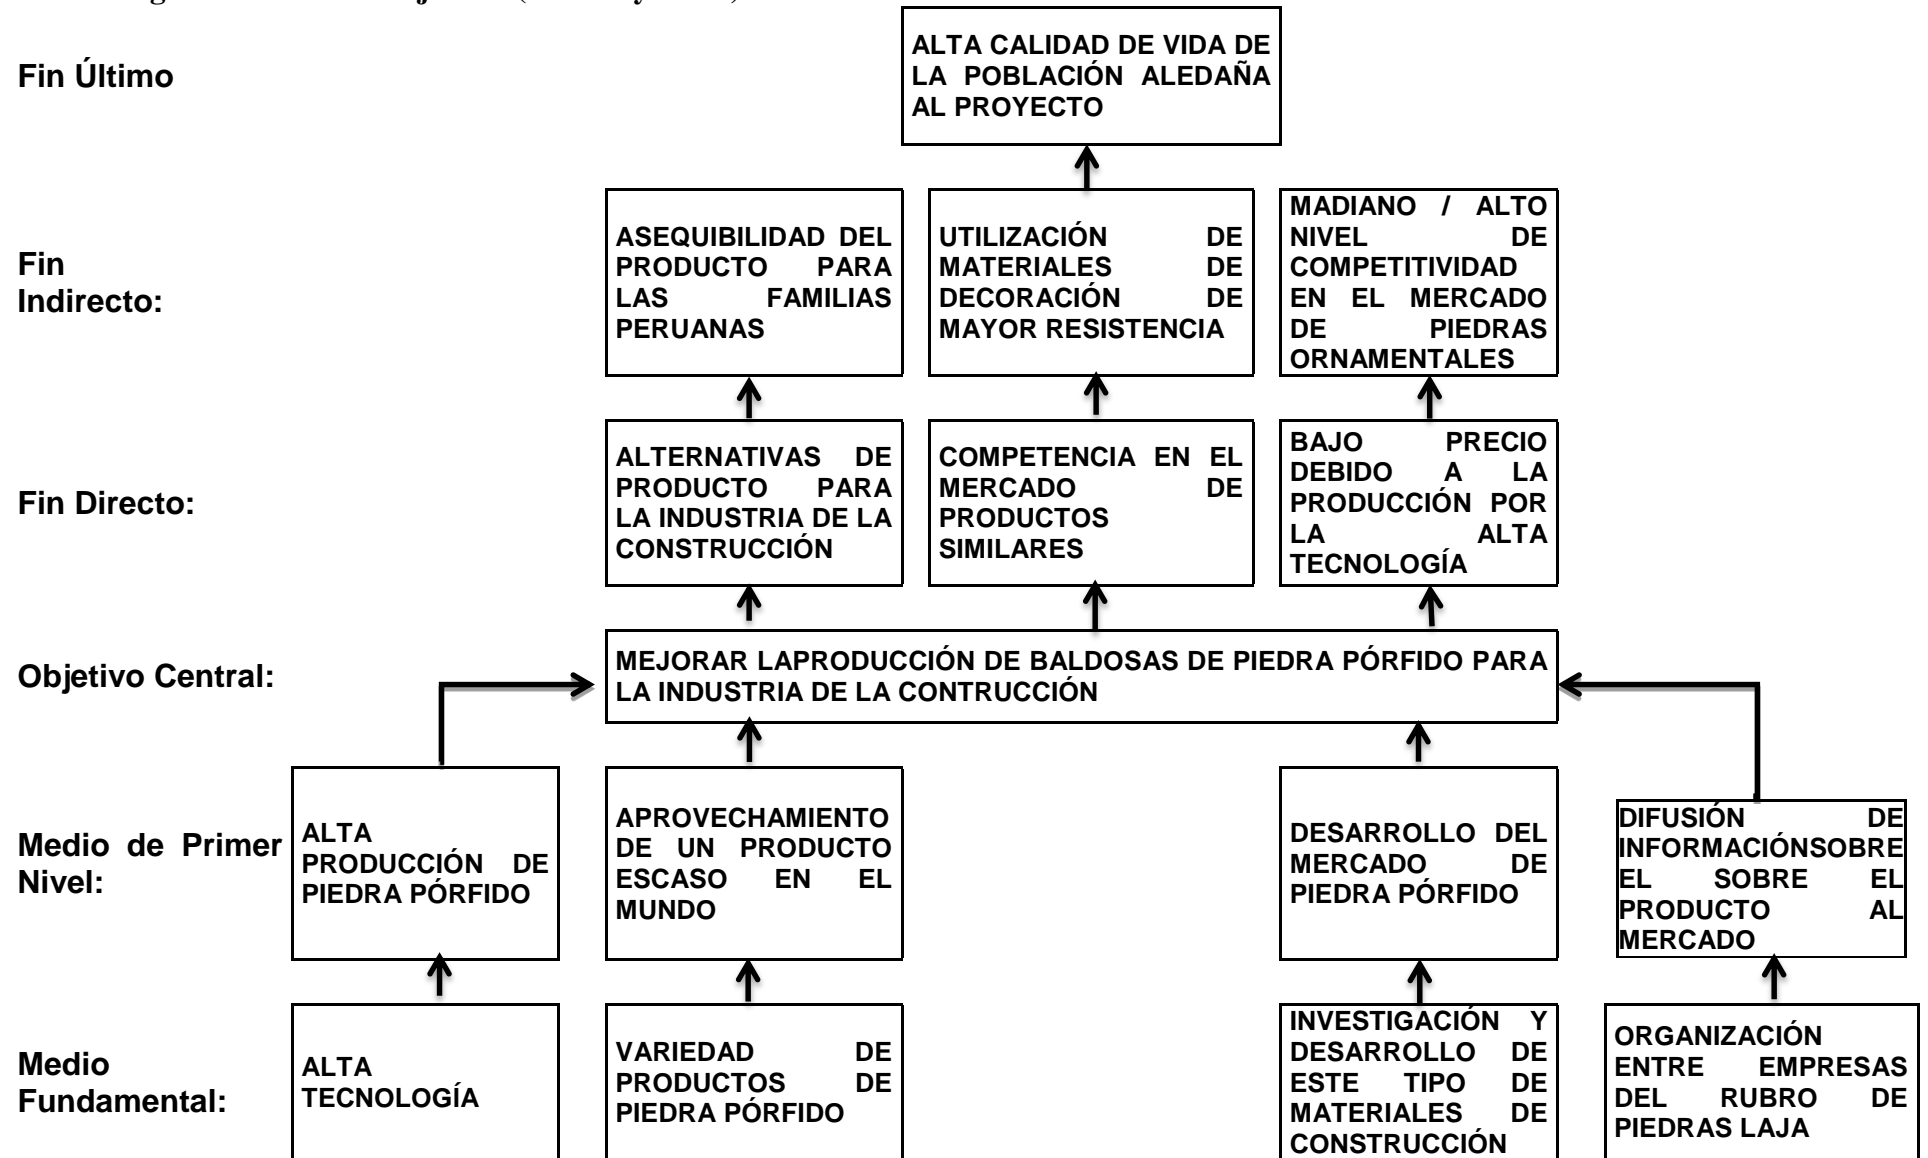 Fin Último
ALTA CALIDAD DE VIDA DE
LA POBLACIÓN ALEDAÑA
AL PROYECTO
Fin
Indirecto:
ASEQUIBILIDAD DEL
PRODUCTO PARA
LAS FAMILIAS
PERUANAS
UTILIZACIÓN DE
MATERIALES DE
DECORACIÓN DE
MAYOR RESISTENCIA
MADIANO / ALTO
NIVEL DE
COMPETITIVIDAD
EN EL MERCADO
DE PIEDRAS
ORNAMENTALES
Fin Directo:
ALTERNATIVAS DE
PRODUCTO PARA
LA INDUSTRIA DE LA
CONSTRUCCIÓN
COMPETENCIA EN EL
MERCADO DE
PRODUCTOS
SIMILARES
BAJO PRECIO
DEBIDO A LA
PRODUCCIÓN POR
LA ALTA
TECNOLOGÍA
Objetivo Central:
MEJORAR LAPRODUCCIÓN DE BALDOSAS DE PIEDRA PÓRFIDO PARA
LA INDUSTRIA DE LA CONTRUCCIÓN
Medio de Primer
Nivel:
ALTA
PRODUCCIÓN DE
PIEDRA PÓRFIDO
APROVECHAMIENTO
DE UN PRODUCTO
ESCASO EN EL
MUNDO
DESARROLLO DEL
MERCADO DE
PIEDRA PÓRFIDO
DIFUSIÓN DE
INFORMACIÓNSOBRE
EL SOBRE EL
PRODUCTO AL
MERCADO
Medio
Fundamental:
ALTA
TECNOLOGÍA
VARIEDAD DE
PRODUCTOS DE
PIEDRA PÓRFIDO
INVESTIGACIÓN Y
DESARROLLO DE
ESTE TIPO DE
MATERIALES DE
CONSTRUCCIÓN
ORGANIZACIÓN
ENTRE EMPRESAS
DEL RUBRO DE
PIEDRAS LAJA